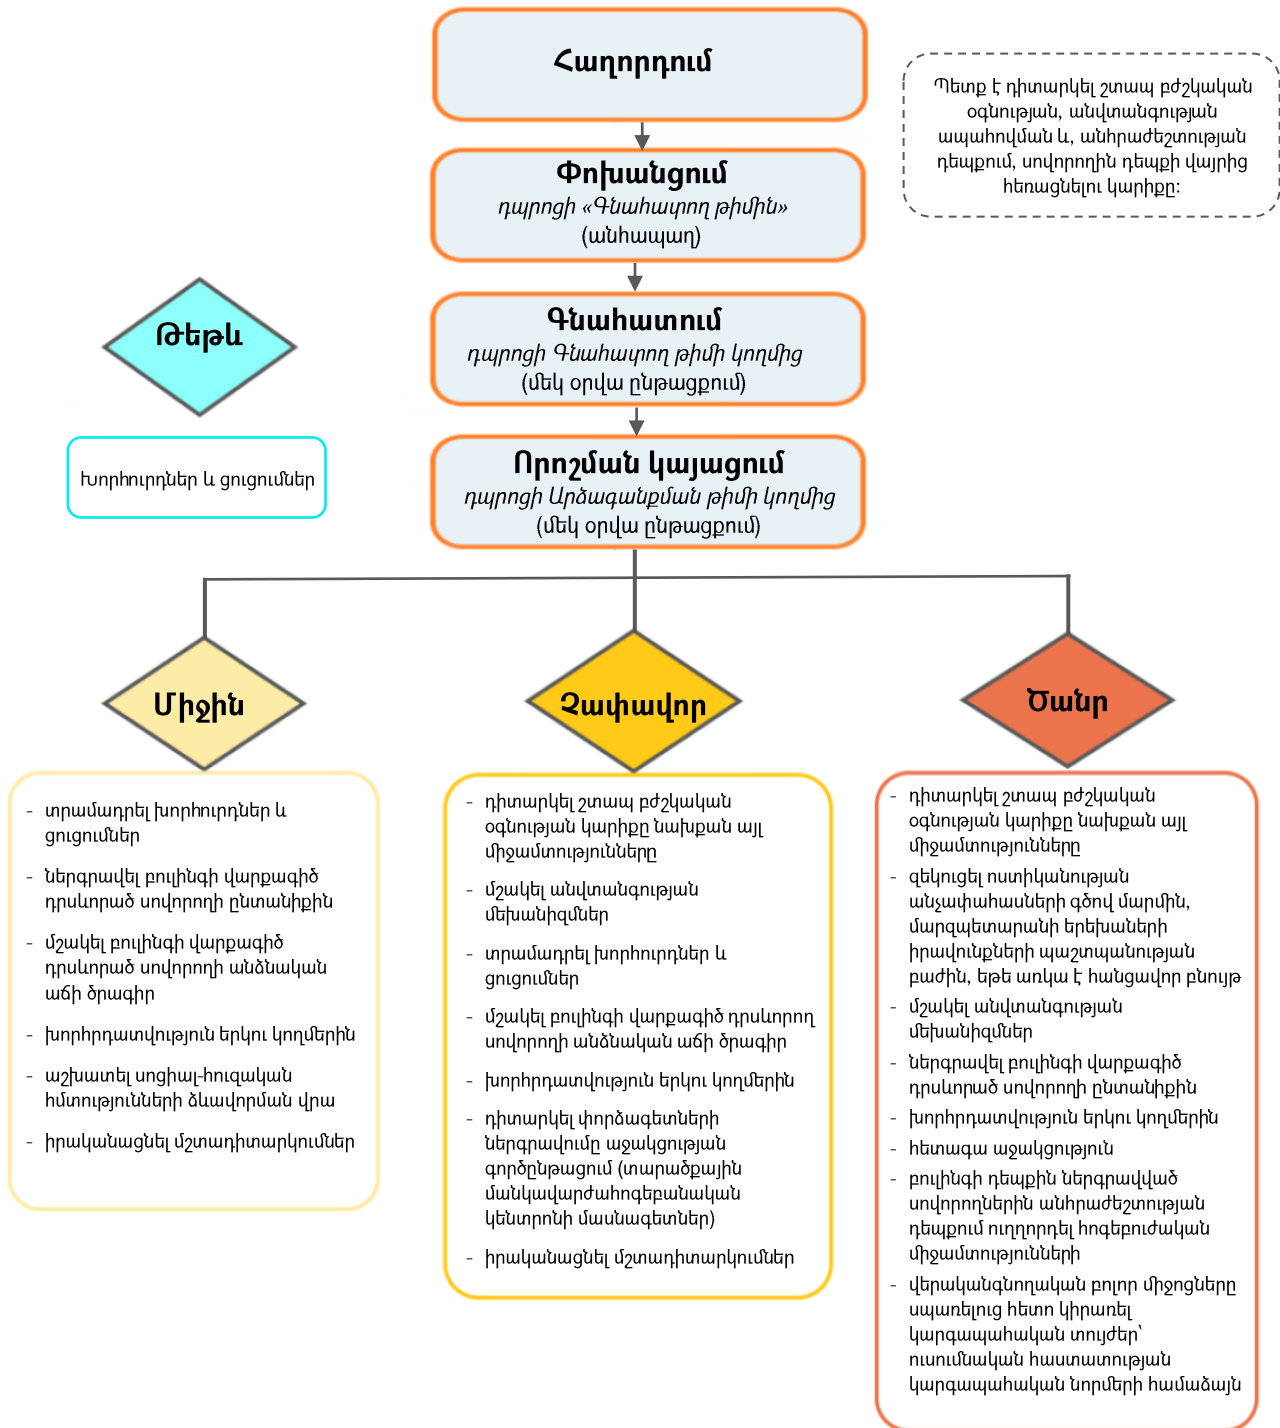 Հաղորդում
Պետք է դիտարկել շտապ բժշկական
օգնության, անվտանգության
ապահովման և, անհրաժեշտության
դեպքում, սովորողին դեպքի վայրից
հեռացնելու կարիքը:
Փոխանցում
դպրոցի «Գնահատող թիմին»
(անհապաղ)
Գնահատում
դպրոցի Գնահատող թիմի կողմից
(մեկ օրվա ընթացքում)
Թեթև
Խորհուրդներ և ցուցումներ
Որոշման կայացում
դպրոցի Արձագանքման թիմի կողմից
(մեկ օրվա ընթացքում)
Միջին
- տրամադրել խորհուրդներ և
ցուցումներ
- ներգրավել բուլինգի վարքագիծ
դրսևորած սովորողի ընտանիքին
- մշակել բուլինգի վարքագիծ
դրսևորած սովորողի անձնական
աճի ծրագիր
- խորհրդատվություն երկու կողմերին
- աշխատել սոցիալ-հուզական
հմտությունների ձևավորման վրա
- իրականացնել մշտադիտարկումներ
Չափավոր
- դիտարկել շտապ բժշկական
օգնության կարիքը նախքան այլ
միջամտությունները
- մշակել անվտանգության
մեխանիզմներ
- տրամադրել խորհուրդներ և
ցուցումներ
- մշակել բուլինգի վարքագիծ դրսևորող
սովորողի անձնական աճի ծրագիր
- խորհրդատվություն երկու կողմերին
- դիտարկել փորձագետների
ներգրավումը աջակցության
գործընթացում (տարածքային
մանկավարժահոգեբանական
կենտրոնի մասնագետներ)
- իրականացնել մշտադիտարկումներ
Ծանր
- դիտարկել շտապ բժշկական
օգնության կարիքը նախքան այլ
միջամտությունները
- զեկուցել ոստիկանության
անչափահասների գծով մարմին,
մարզպետարանի երեխաների
իրավունքների պաշտպանության
բաժին, եթե առկա է հանցավոր բնույթ
- մշակել անվտանգության
մեխանիզմներ
- ներգրավել բուլինգի վարքագիծ
դրսևորած սովորողի ընտանիքին
- խորհրդատվություն երկու կողմերին
- հետագա աջակցություն
- բուլինգի դեպքին ներգրավված
սովորողներին անհրաժեշտության
դեպքում ուղղորդել հոգեբուժական
միջամտությունների
- վերականգնողական բոլոր միջոցները
սպառելուց հետո կիրառել
կարգապահական տույժեր՝
ուսումնական հաստատության
կարգապահական նորմերի համաձայն